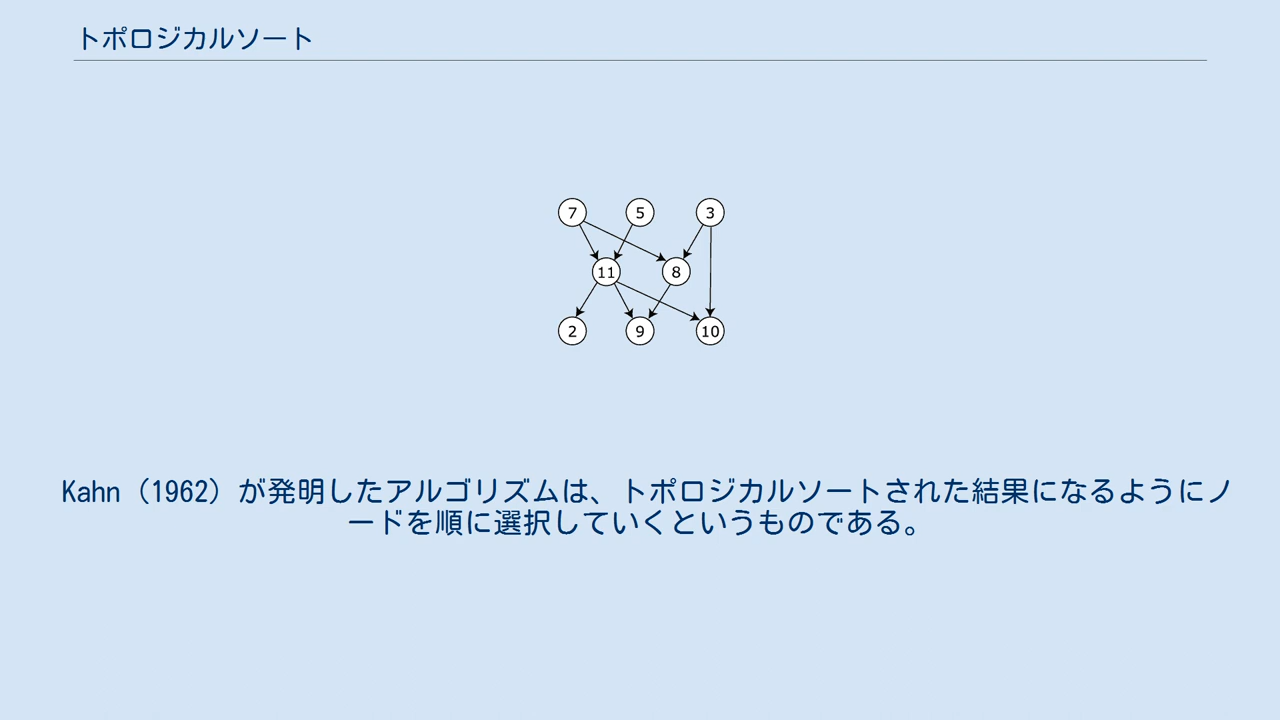 トポロジカルソート
7 5 3
11 8
2 9 10
Kahn（1962）が発明したアルゴリズムは、トポロジカルソートされた結果になるようにノ
ードを順に選択していくというものである。